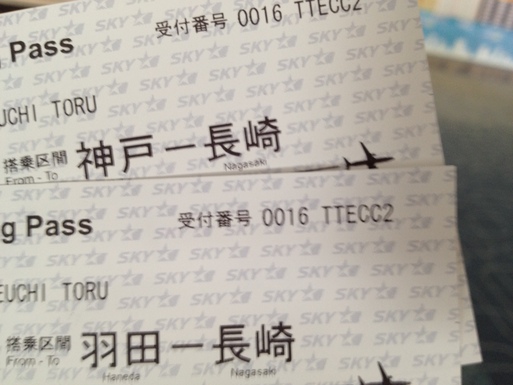 Pass
受付番号 0016 TTECC2
UCHI TORU
搭乗区間 神戸ー長崎
From - To
Nagasaki
g Pass
受付番号 0016 TTECC2
EUCHI TORU
搭乗区間 羽田ー長崎
From - To
Haneda
Nagasaki